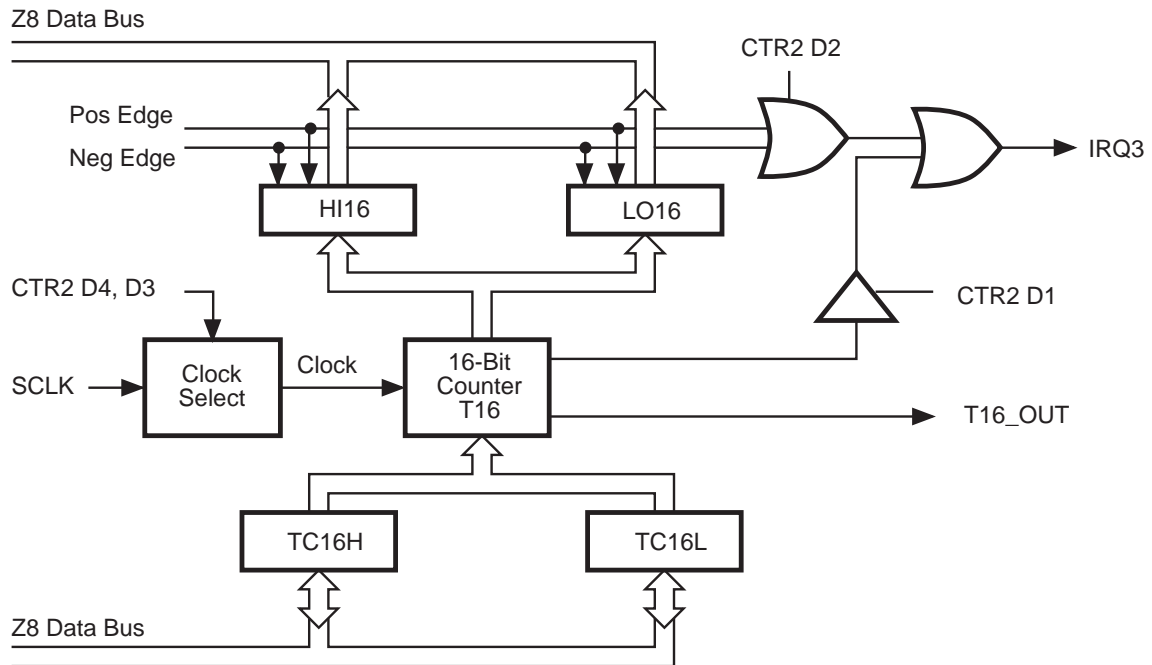 Z8 Data Bus
CTR2 D2
Pos Edge
Neg Edge
IRQ3
HI16
LO16
CTR2 D4, D3
CTR2 D1
SCLK
Clock
Select
Clock
16-Bit
Counter
T16
T16_OUT
TC16H
TC16L
Z8 Data Bus